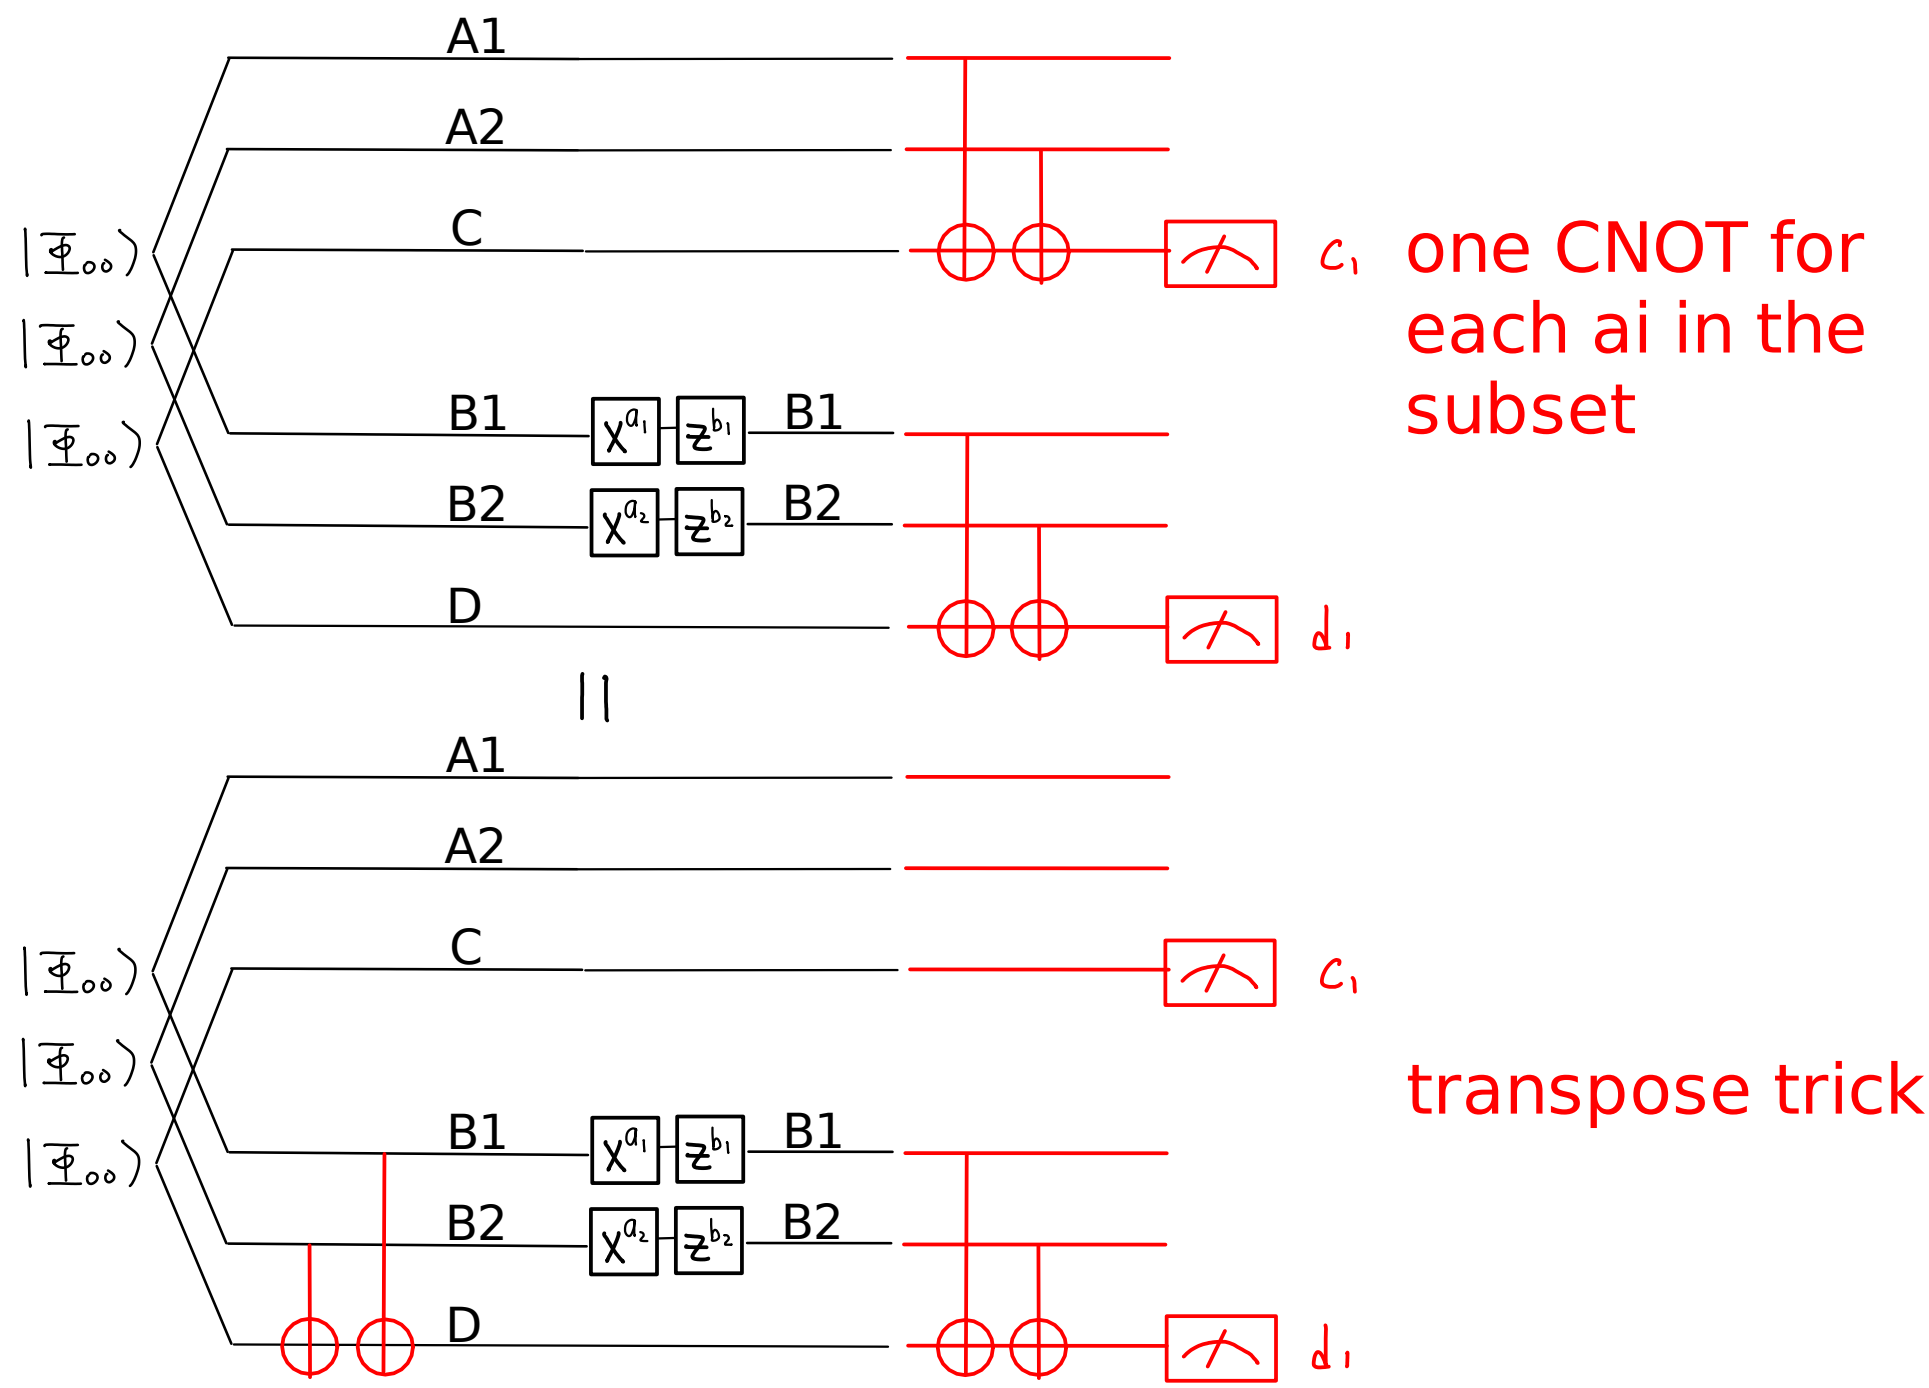 A1
A2
C
|Φ₀₀⟩
|Φ₀₀⟩
|Φ₀₀⟩
B1 X^a₁ Z^b₁ B1
B2 X^a₂ Z^b₂ B2
D
c₁
one CNOT for
each ai in the
subset
d₁
||
A1
A2
C
|Φ₀₀⟩
|Φ₀₀⟩
|Φ₀₀⟩
c₁
B1 X^a₁ Z^b₁ B1
B2 X^a₂ Z^b₂ B2
D
transpose trick
d₁